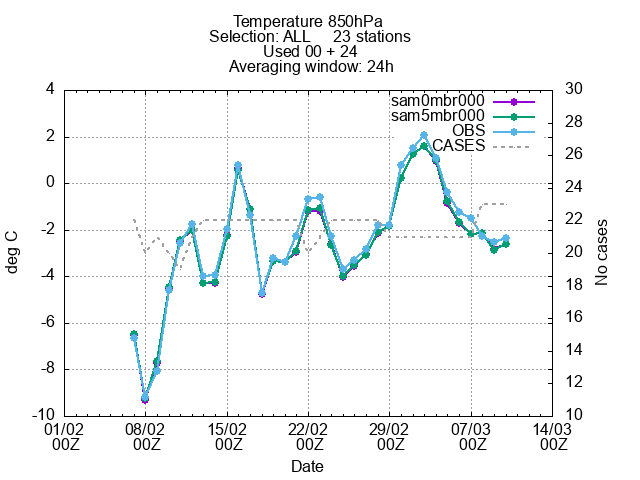 Temperature 850hPa
Selection: ALL 23 stations
Used 00 + 24
Averaging window: 24h
sam0mbr000
sam5mbr000
OBS
CASES
4
2
0
-2
-4
-6
-8
-10
deg C
30
28
26
24
22
20
18
16
14
12
10
No cases
01/02 08/02 15/02 22/02 29/02 07/03 14/03
00Z 00Z 00Z 00Z 00Z 00Z 00Z
Date